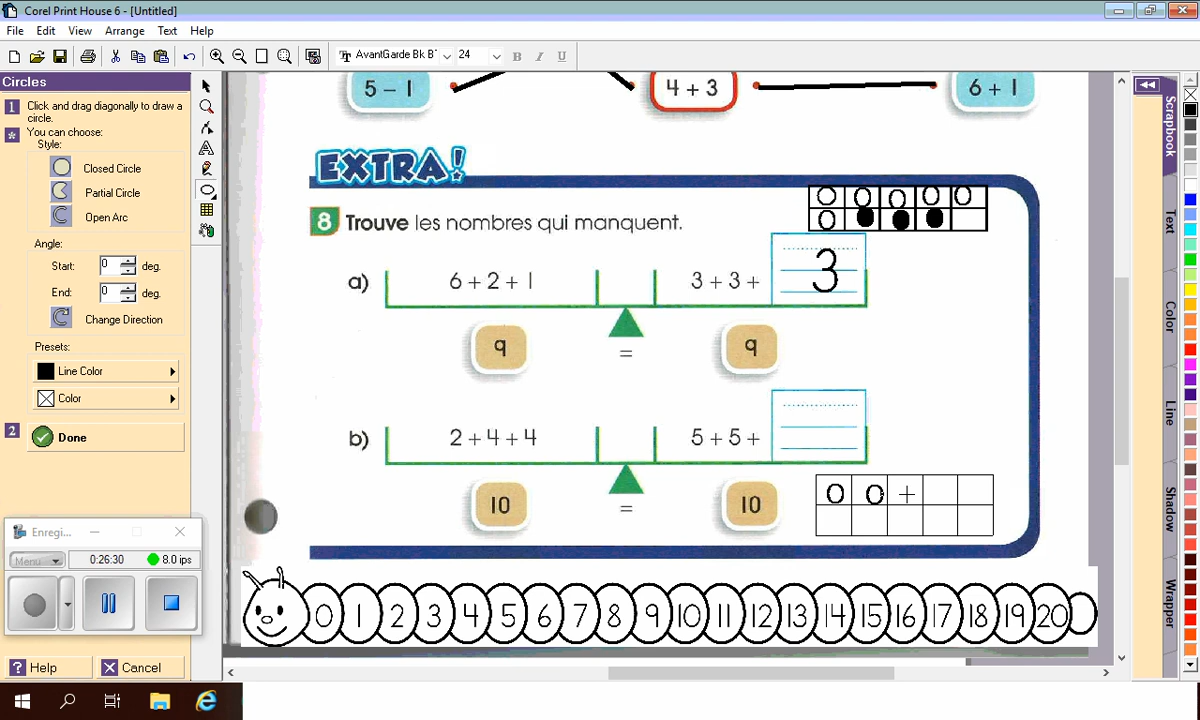 Corel Print House 6 - [Untitled]
File Edit View Arrange Text Help
AvantGarde Bk BT 24 B I U
Circles
1 Click and drag diagonally to draw a
circle.
* You can choose:
Style:
Closed Circle
Partial Circle
Open Arc
Angle:
Start: 0 deg.
End: 0 deg.
Change Direction
Presets:
Line Color
Color
2 Done
Enregi...
Menu 0:26:30 8.0 ips
Help Cancel
5 – 1 4 + 3 6 + 1
EXTRA!
8 Trouve les nombres qui manquent.
a) 6 + 2 + 1 3 + 3 + 3
9 = 9
b) 2 + 4 + 4 5 + 5 +
10 = 10
0 0 +
0 1 2 3 4 5 6 7 8 9 10 11 12 13 14 15 16 17 18 19 20
Scrapbook
Text
Color
Line
Shadow
Wrapper